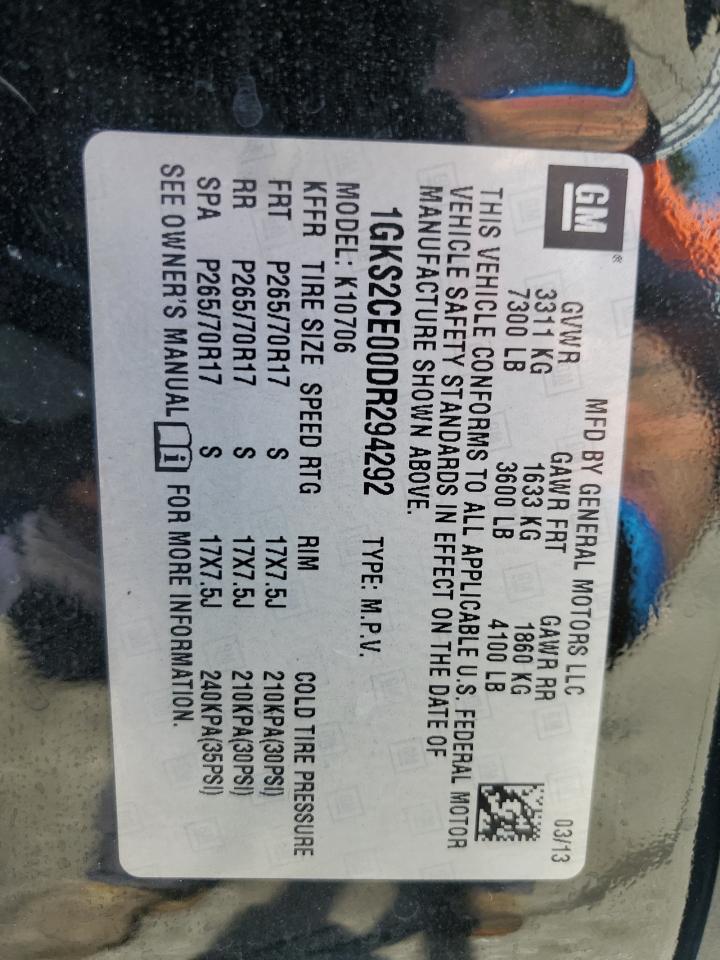 GM®
MFD BY GENERAL MOTORS LLC 03/13
GVWR GAWR FRT GAWR RR
3311 KG 1633 KG 1860 KG
7300 LB 3600 LB 4100 LB
THIS VEHICLE CONFORMS TO ALL APPLICABLE U.S. FEDERAL MOTOR
VEHICLE SAFETY STANDARDS IN EFFECT ON THE DATE OF
MANUFACTURE SHOWN ABOVE.
1GKS2CE00DR294292 TYPE: M.P.V.
MODEL: K10706
KFFR TIRE SIZE SPEED RTG RIM COLD TIRE PRESSURE
FRT P265/70R17 S 17X7.5J 210KPA(30PSI)
RR P265/70R17 S 17X7.5J 210KPA(30PSI)
SPA P265/70R17 S 17X7.5J 240KPA(35PSI)
SEE OWNER'S MANUAL i FOR MORE INFORMATION.